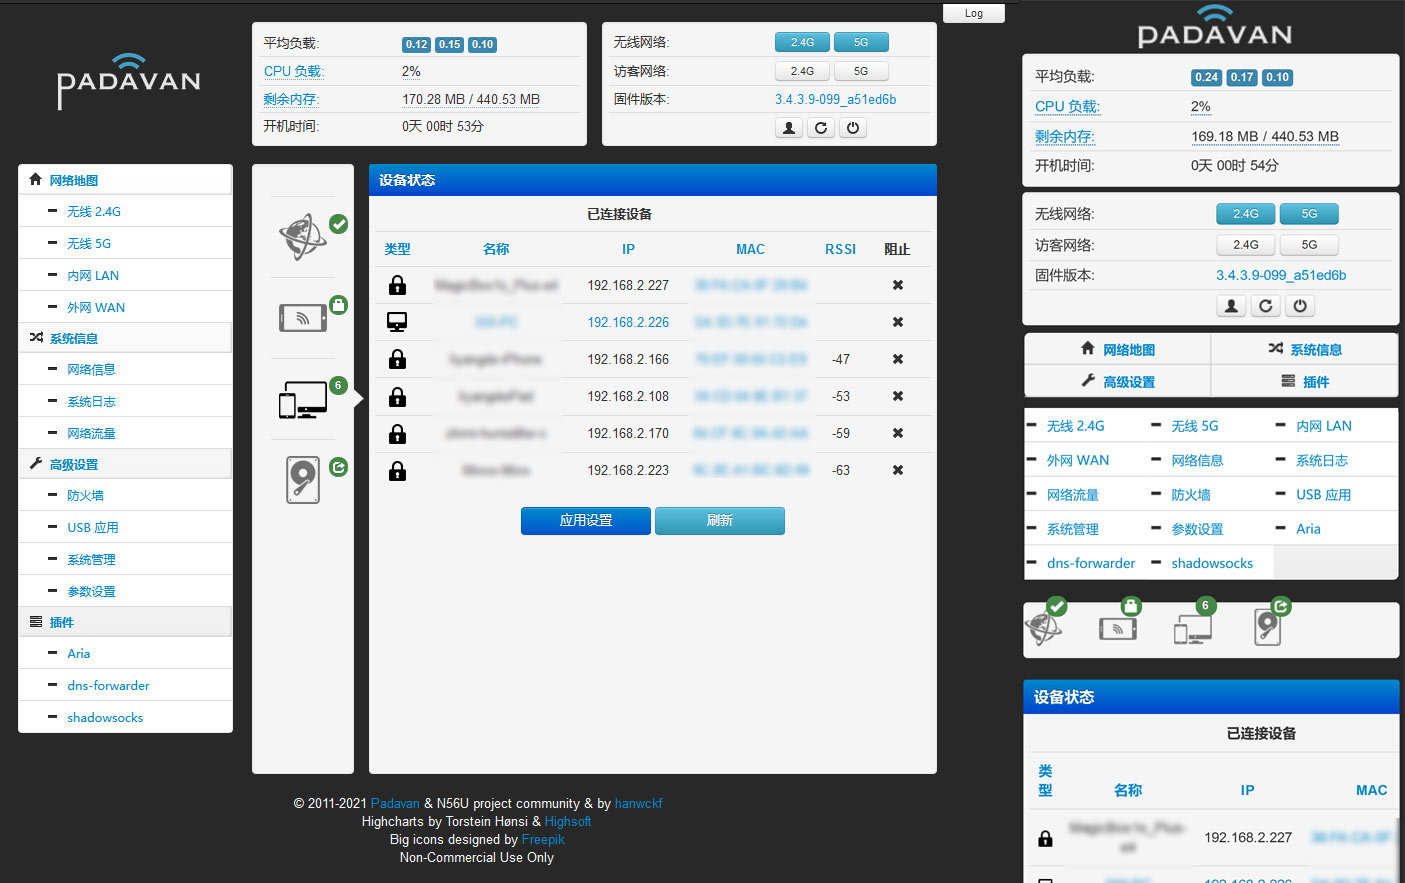 Log
PADAVAN
平均负载: 0.12 0.15 0.10
CPU 负载: 2%
剩余内存: 170.28 MB / 440.53 MB
开机时间: 0天 00时 53分
无线网络: 2.4G 5G
访客网络: 2.4G 5G
固件版本: 3.4.3.9-099_a51ed6b
网络地图
无线 2.4G
无线 5G
内网 LAN
外网 WAN
系统信息
网络信息
系统日志
网络流量
高级设置
防火墙
USB 应用
系统管理
参数设置
插件
Aria
dns-forwarder
shadowsocks
6
设备状态
已连接设备
类型 名称 IP MAC RSSI 阻止
192.168.2.227
192.168.2.226
192.168.2.166 -47
192.168.2.108 -53
192.168.2.170 -59
192.168.2.223 -63
应用设置 刷新
© 2011-2021 Padavan & N56U project community & by hanwckf
Highcharts by Torstein Hønsi & Highsoft
Big icons designed by Freepik
Non-Commercial Use Only
PADAVAN
平均负载: 0.24 0.17 0.10
CPU 负载: 2%
剩余内存: 169.18 MB / 440.53 MB
开机时间: 0天 00时 54分
无线网络: 2.4G 5G
访客网络: 2.4G 5G
固件版本: 3.4.3.9-099_a51ed6b
网络地图 系统信息
高级设置 插件
无线 2.4G 无线 5G 内网 LAN
外网 WAN 网络信息 系统日志
网络流量 防火墙 USB 应用
系统管理 参数设置 Aria
dns-forwarder shadowsocks
6
设备状态
已连接设备
类型 名称 IP MAC
192.168.2.227
192.168.2.226